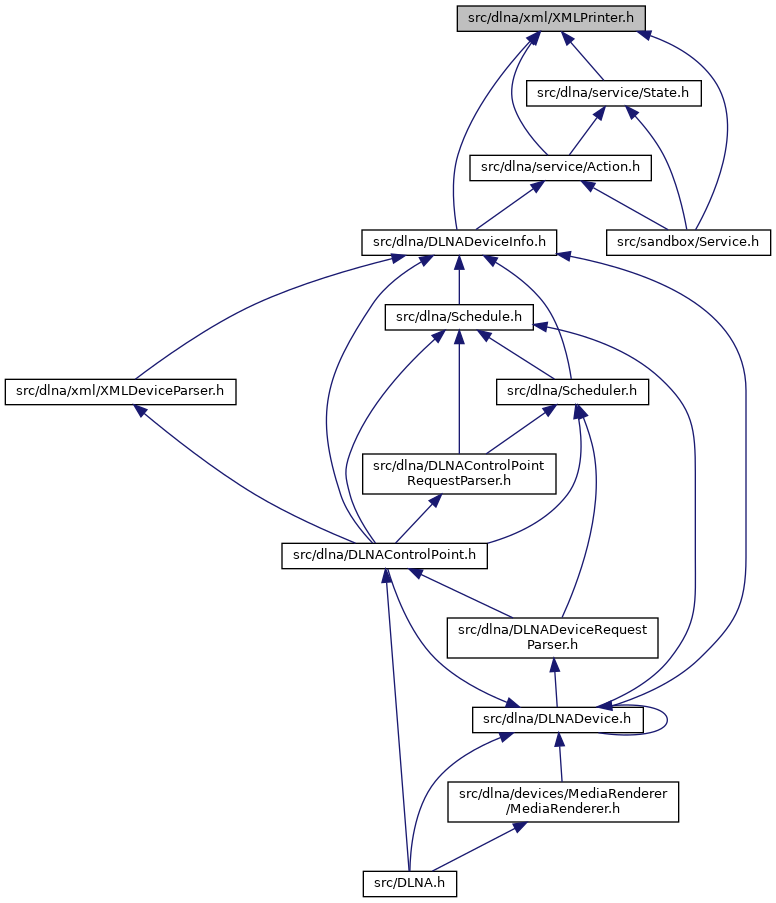 src/dlna/xml/XMLPrinter.h
src/dlna/service/State.h
src/dlna/service/Action.h
src/dlna/DLNADeviceInfo.h
src/sandbox/Service.h
src/dlna/Schedule.h
src/dlna/xml/XMLDeviceParser.h
src/dlna/Scheduler.h
src/dlna/DLNAControlPoint
RequestParser.h
src/dlna/DLNAControlPoint.h
src/dlna/DLNADeviceRequest
Parser.h
src/dlna/DLNADevice.h
src/dlna/devices/MediaRenderer
/MediaRenderer.h
src/DLNA.h